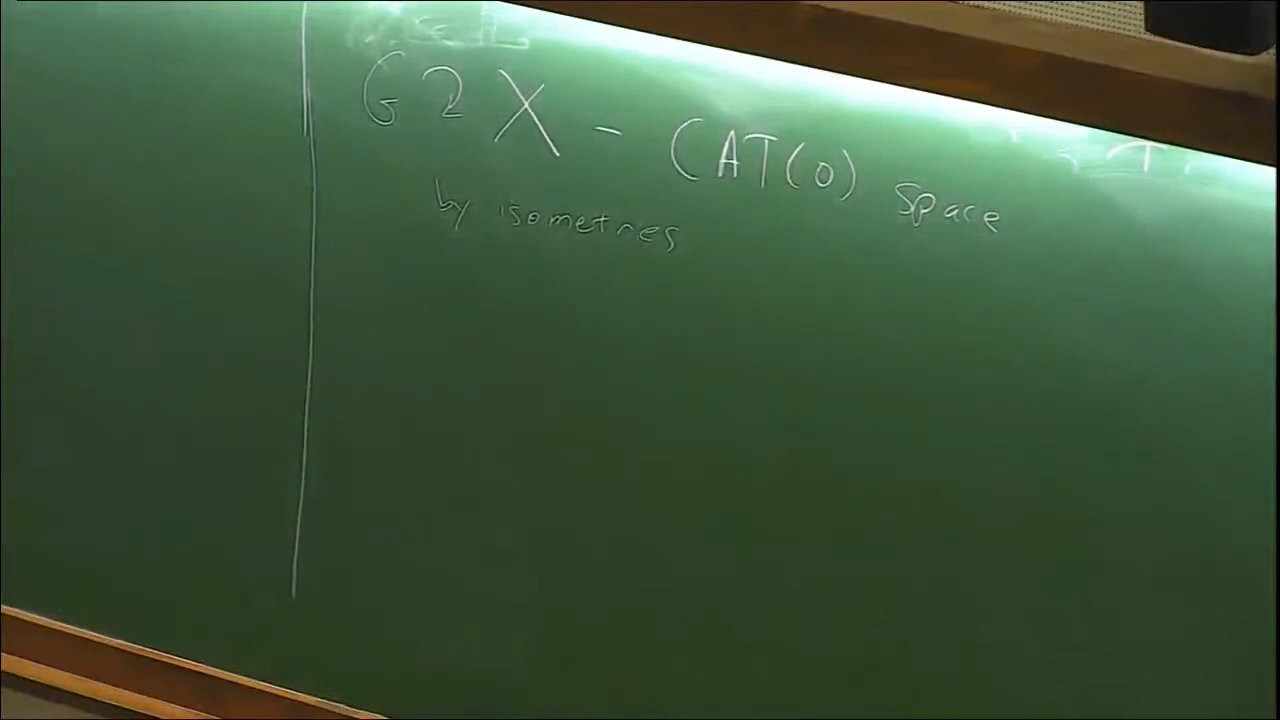 G ↷ X - CAT(0) space
by isometries